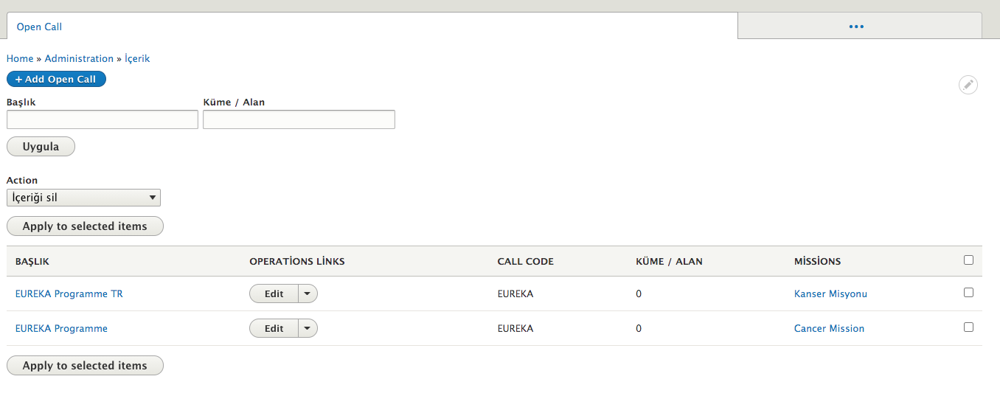 Open Call •••
Home » Administration » İçerik
+ Add Open Call
Başlık Küme / Alan
Uygula
Action
İçeriği sil
Apply to selected items
BAŞLIK OPERATİONS LİNKS CALL CODE KÜME / ALAN MİSSİONS
EUREKA Programme TR Edit EUREKA 0 Kanser Misyonu
EUREKA Programme Edit EUREKA 0 Cancer Mission
Apply to selected items